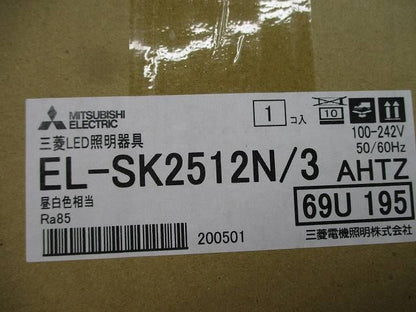 MITSUBISHI
ELECTRIC
三菱LED照明器具
1 コ入
10
100-242V
50/60Hz
EL-SK2512N/3 AHTZ
昼白色相当
Ra85
69U 195
200501
三菱電機照明株式会社